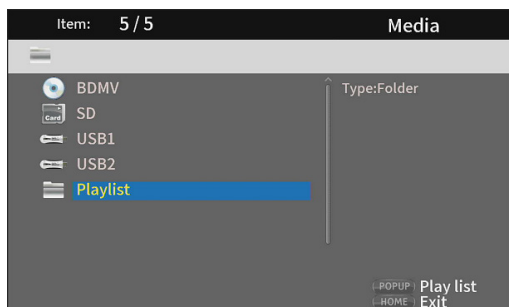 Item: 5/5 Media
BDMV Type:Folder
Card SD
USB1
USB2
Playlist
POPUP Play list
HOME Exit